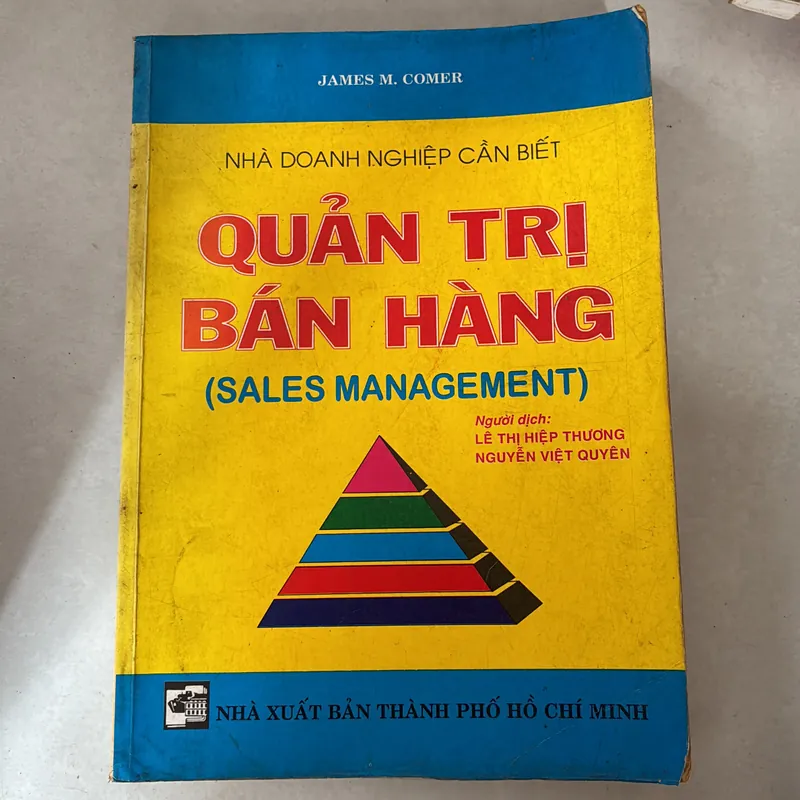 JAMES M. COMER
NHÀ DOANH NGHIỆP CẦN BIẾT
QUẢN TRỊ
BÁN HÀNG
(SALES MANAGEMENT)
Người dịch:
LÊ THỊ HIỆP THƯƠNG
NGUYỄN VIỆT QUYÊN
NHÀ XUẤT BẢN THÀNH PHỐ HỒ CHÍ MINH